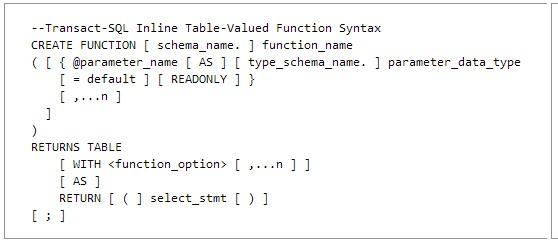 --Transact-SQL Inline Table-Valued Function Syntax
CREATE FUNCTION [ schema_name. ] function_name
( [ { @parameter_name [ AS ] [ type_schema_name. ] parameter_data_type
    [ = default ] [ READONLY ] }
    [ ,...n ]
  ]
)
RETURNS TABLE
    [ WITH <function_option> [ ,...n ] ]
    [ AS ]
    RETURN [ ( ] select_stmt [ ) ]
[ ; ]